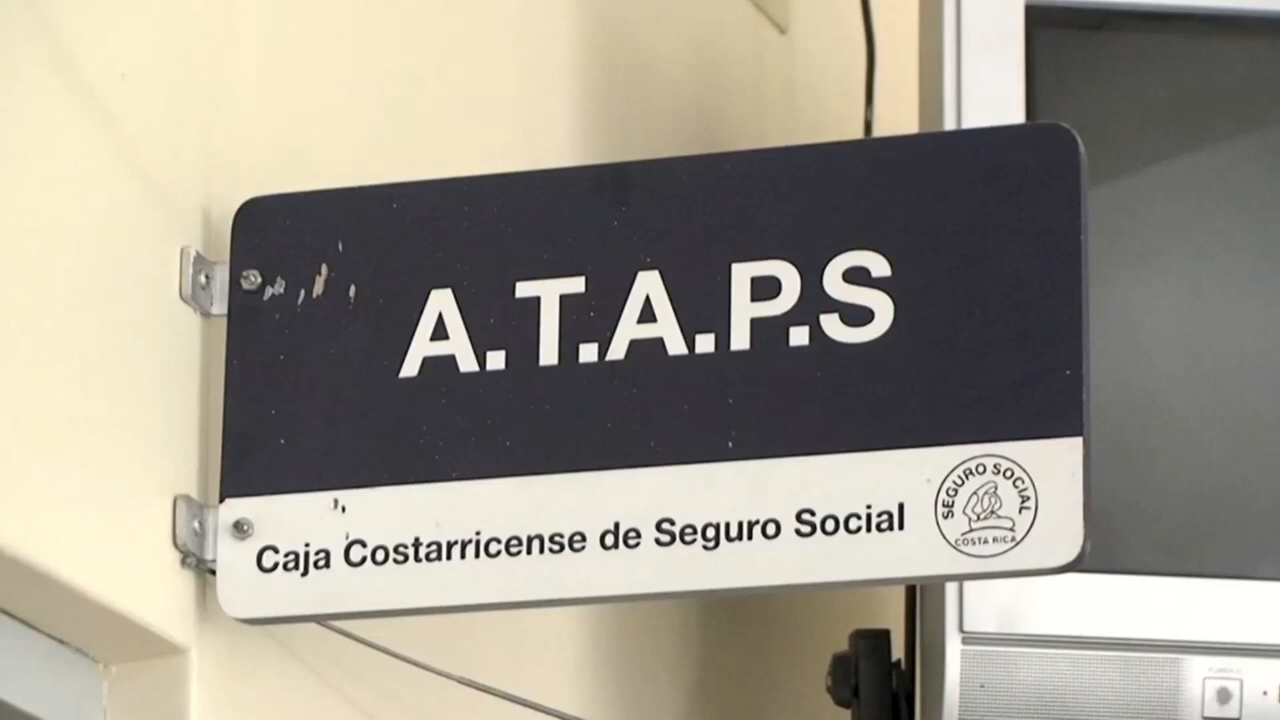 A.T.A.P.S
Caja Costarricense de Seguro Social
SEGURO SOCIAL
COSTA RICA